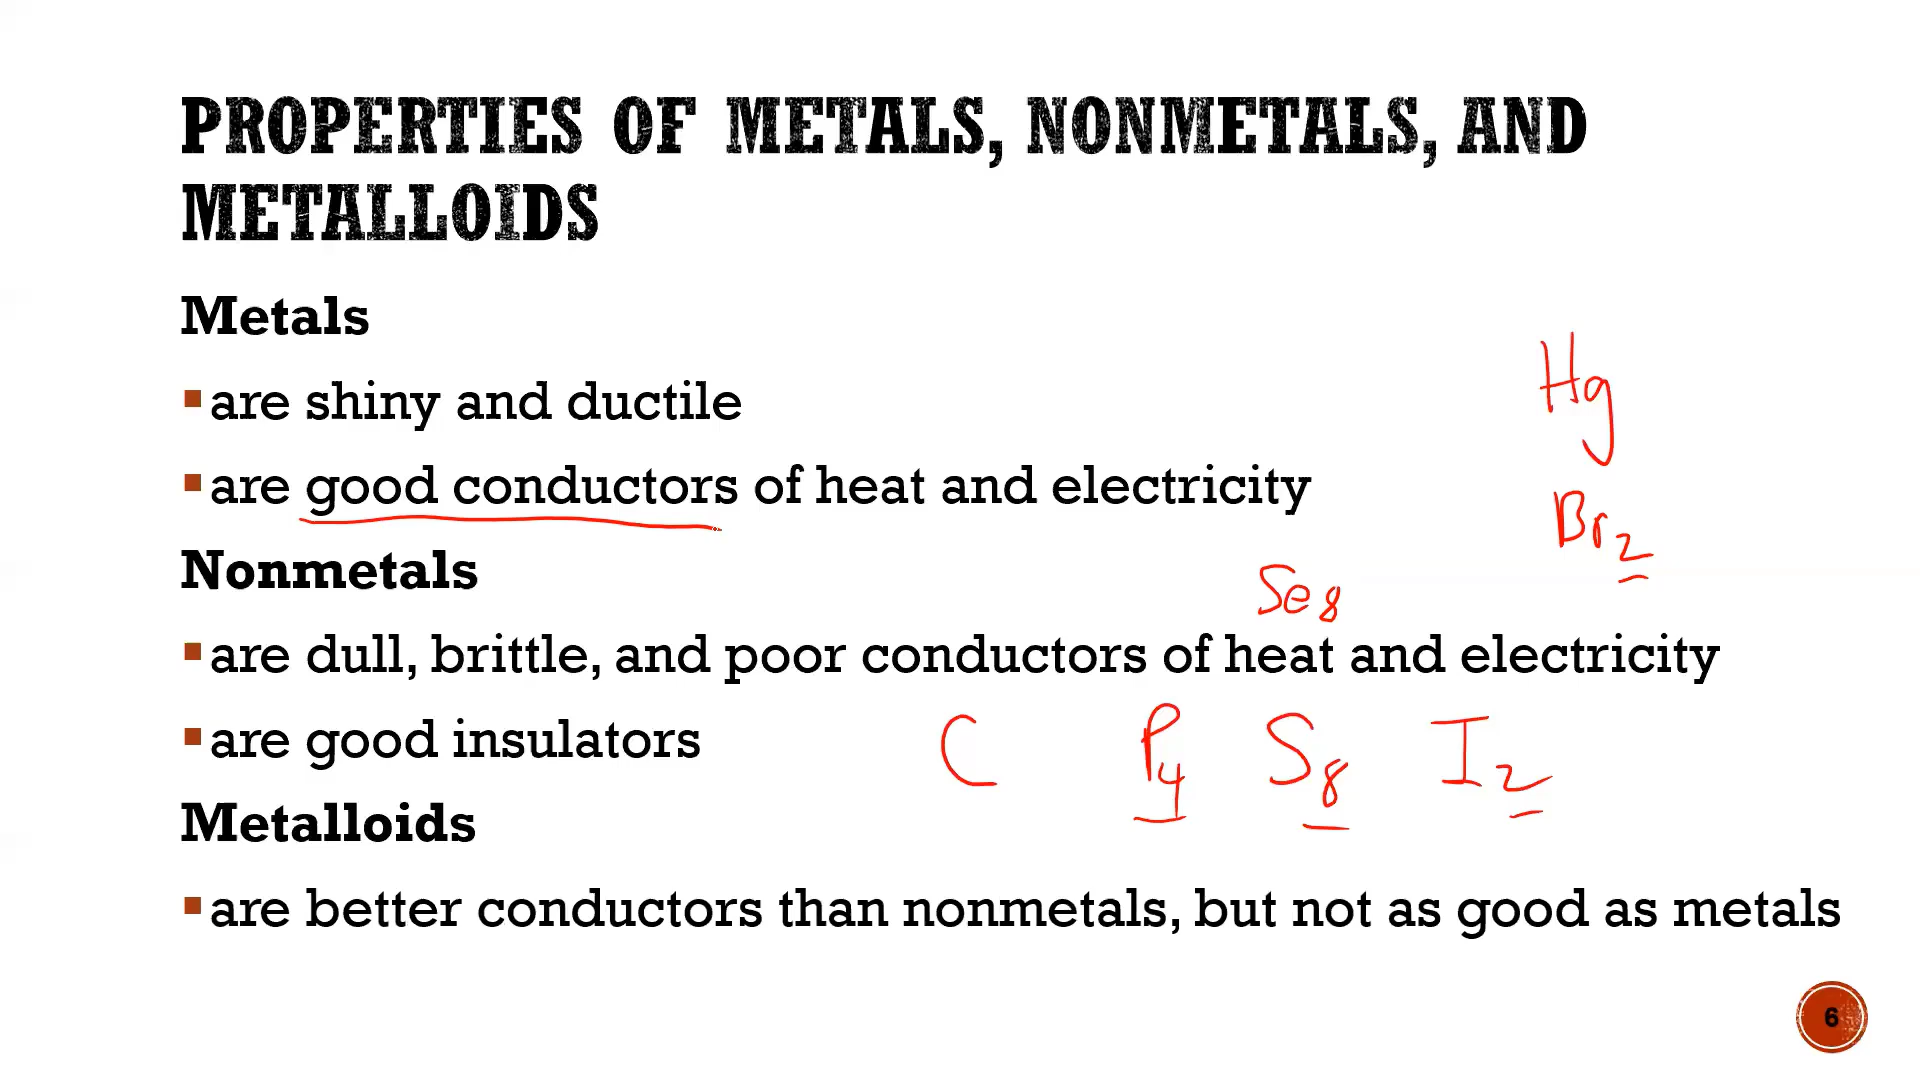 PROPERTIES OF METALS, NONMETALS, AND
METALLOIDS
Metals
Hg
▪are shiny and ductile
▪are good conductors of heat and electricity
Br2
Nonmetals
Se8
▪are dull, brittle, and poor conductors of heat and electricity
▪are good insulators
C P4 S8 I2
Metalloids
▪are better conductors than nonmetals, but not as good as metals
6